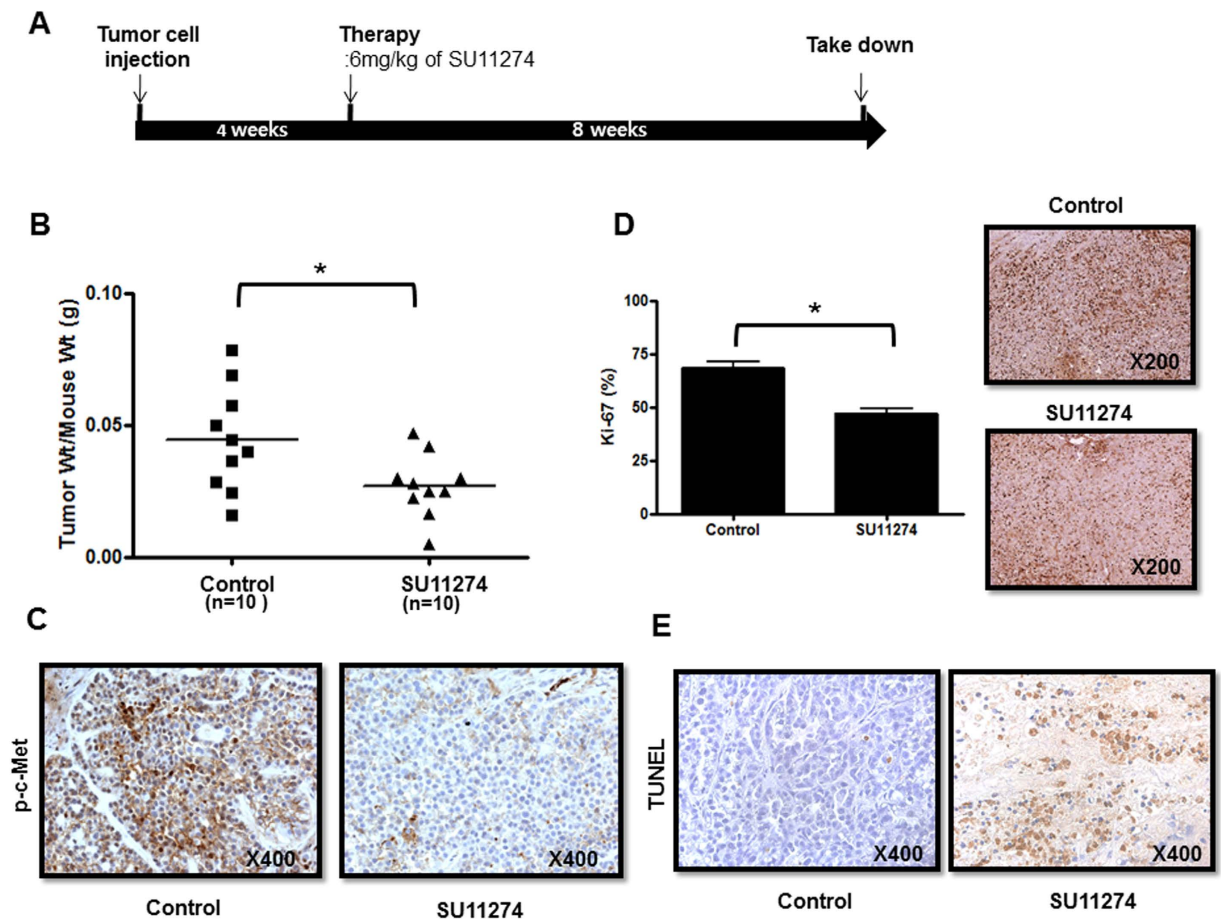 A
Tumor cell
injection
Therapy
:6mg/kg of SU11274
Take down
4 weeks
8 weeks
B
*
Tumor Wt/Mouse Wt (g)
0.10
0.05
0.00
Control
(n=10 )
SU11274
(n=10)
D
*
Ki-67 (%)
100
75
50
25
0
Control
SU11274
Control
X200
SU11274
X200
C
p-c-Met
X400
X400
Control
SU11274
E
TUNEL
X400
X400
Control
SU11274